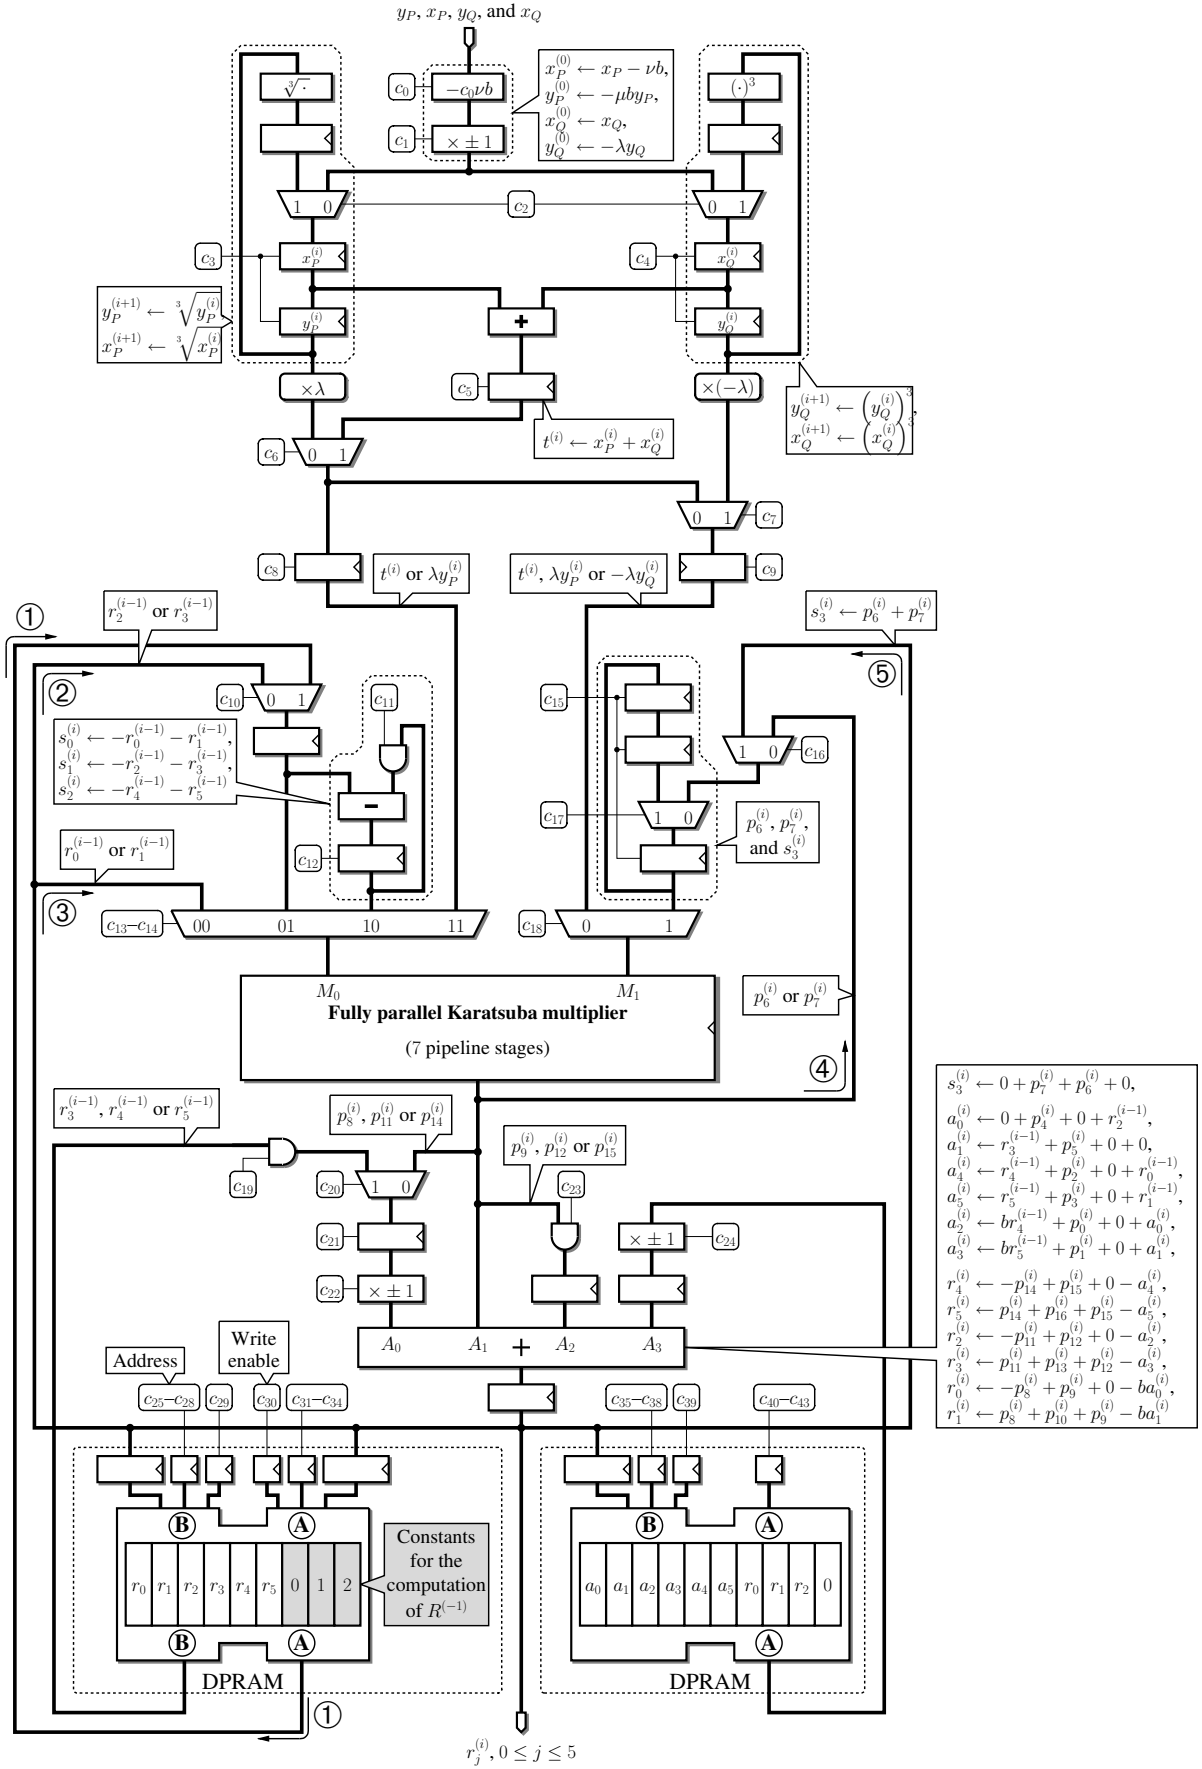 y_P, x_P, y_Q, and x_Q
∛·
c_0
−c_0νb
x_P^{(0)} ← x_P − νb,
y_P^{(0)} ← −μby_P,
x_Q^{(0)} ← x_Q,
y_Q^{(0)} ← −λy_Q
(·)^3
c_1
× ± 1
1 0
c_2
0 1
c_3
x_P^{(i)}
c_4
x_Q^{(i)}
y_P^{(i+1)} ← ∛y_P^{(i)},
x_P^{(i+1)} ← ∛x_P^{(i)}
y_P^{(i)}
+
y_Q^{(i)}
×λ
c_5
×(−λ)
y_Q^{(i+1)} ← (y_Q^{(i)})^3,
x_Q^{(i+1)} ← (x_Q^{(i)})^3
t^{(i)} ← x_P^{(i)} + x_Q^{(i)}
c_6
0 1
0 1
c_7
c_8
t^{(i)} or λy_P^{(i)}
t^{(i)}, λy_P^{(i)} or −λy_Q^{(i)}
c_9
①
r_2^{(i−1)} or r_3^{(i−1)}
s_3^{(i)} ← p_6^{(i)} + p_7^{(i)}
②
c_10
0 1
c_11
c_15
⑤
s_0^{(i)} ← −r_0^{(i−1)} − r_1^{(i−1)},
s_1^{(i)} ← −r_2^{(i−1)} − r_3^{(i−1)},
s_2^{(i)} ← −r_4^{(i−1)} − r_5^{(i−1)}
1 0
c_16
−
c_17
1 0
p_6^{(i)}, p_7^{(i)},
and s_3^{(i)}
r_0^{(i−1)} or r_1^{(i−1)}
c_12
③
c_13–c_14
00 01 10 11
c_18
0 1
M_0 M_1
Fully parallel Karatsuba multiplier
(7 pipeline stages)
p_6^{(i)} or p_7^{(i)}
④
s_3^{(i)} ← 0 + p_7^{(i)} + p_6^{(i)} + 0,
a_0^{(i)} ← 0 + p_4^{(i)} + 0 + r_2^{(i−1)},
a_1^{(i)} ← r_3^{(i−1)} + p_5^{(i)} + 0 + 0,
a_4^{(i)} ← r_4^{(i−1)} + p_2^{(i)} + 0 + r_0^{(i−1)},
a_5^{(i)} ← r_5^{(i−1)} + p_3^{(i)} + 0 + r_1^{(i−1)},
a_2^{(i)} ← br_4^{(i−1)} + p_0^{(i)} + 0 + a_0^{(i)},
a_3^{(i)} ← br_5^{(i−1)} + p_1^{(i)} + 0 + a_1^{(i)},
r_4^{(i)} ← −p_14^{(i)} + p_15^{(i)} + 0 − a_4^{(i)},
r_5^{(i)} ← p_14^{(i)} + p_16^{(i)} + p_15^{(i)} − a_5^{(i)},
r_2^{(i)} ← −p_11^{(i)} + p_12^{(i)} + 0 − a_2^{(i)},
r_3^{(i)} ← p_11^{(i)} + p_13^{(i)} + p_12^{(i)} − a_3^{(i)},
r_0^{(i)} ← −p_8^{(i)} + p_9^{(i)} + 0 − ba_0^{(i)},
r_1^{(i)} ← p_8^{(i)} + p_10^{(i)} + p_9^{(i)} − ba_1^{(i)}
r_3^{(i−1)}, r_4^{(i−1)} or r_5^{(i−1)}
p_8^{(i)}, p_11^{(i)} or p_14^{(i)}
p_9^{(i)}, p_12^{(i)} or p_15^{(i)}
c_19
c_20
1 0
c_23
c_21
× ± 1
c_24
c_22
× ± 1
A_0 A_1 + A_2 A_3
Address
Write
enable
c_25–c_28
c_29
c_30
c_31–c_34
c_35–c_38
c_39
c_40–c_43
B A
B A
r_0 r_1 r_2 r_3 r_4 r_5 0 1 2
Constants
for the
computation
of R^{(−1)}
a_0 a_1 a_2 a_3 a_4 a_5 r_0 r_1 r_2 0
B A
A
DPRAM
DPRAM
①
r_j^{(i)}, 0 ≤ j ≤ 5